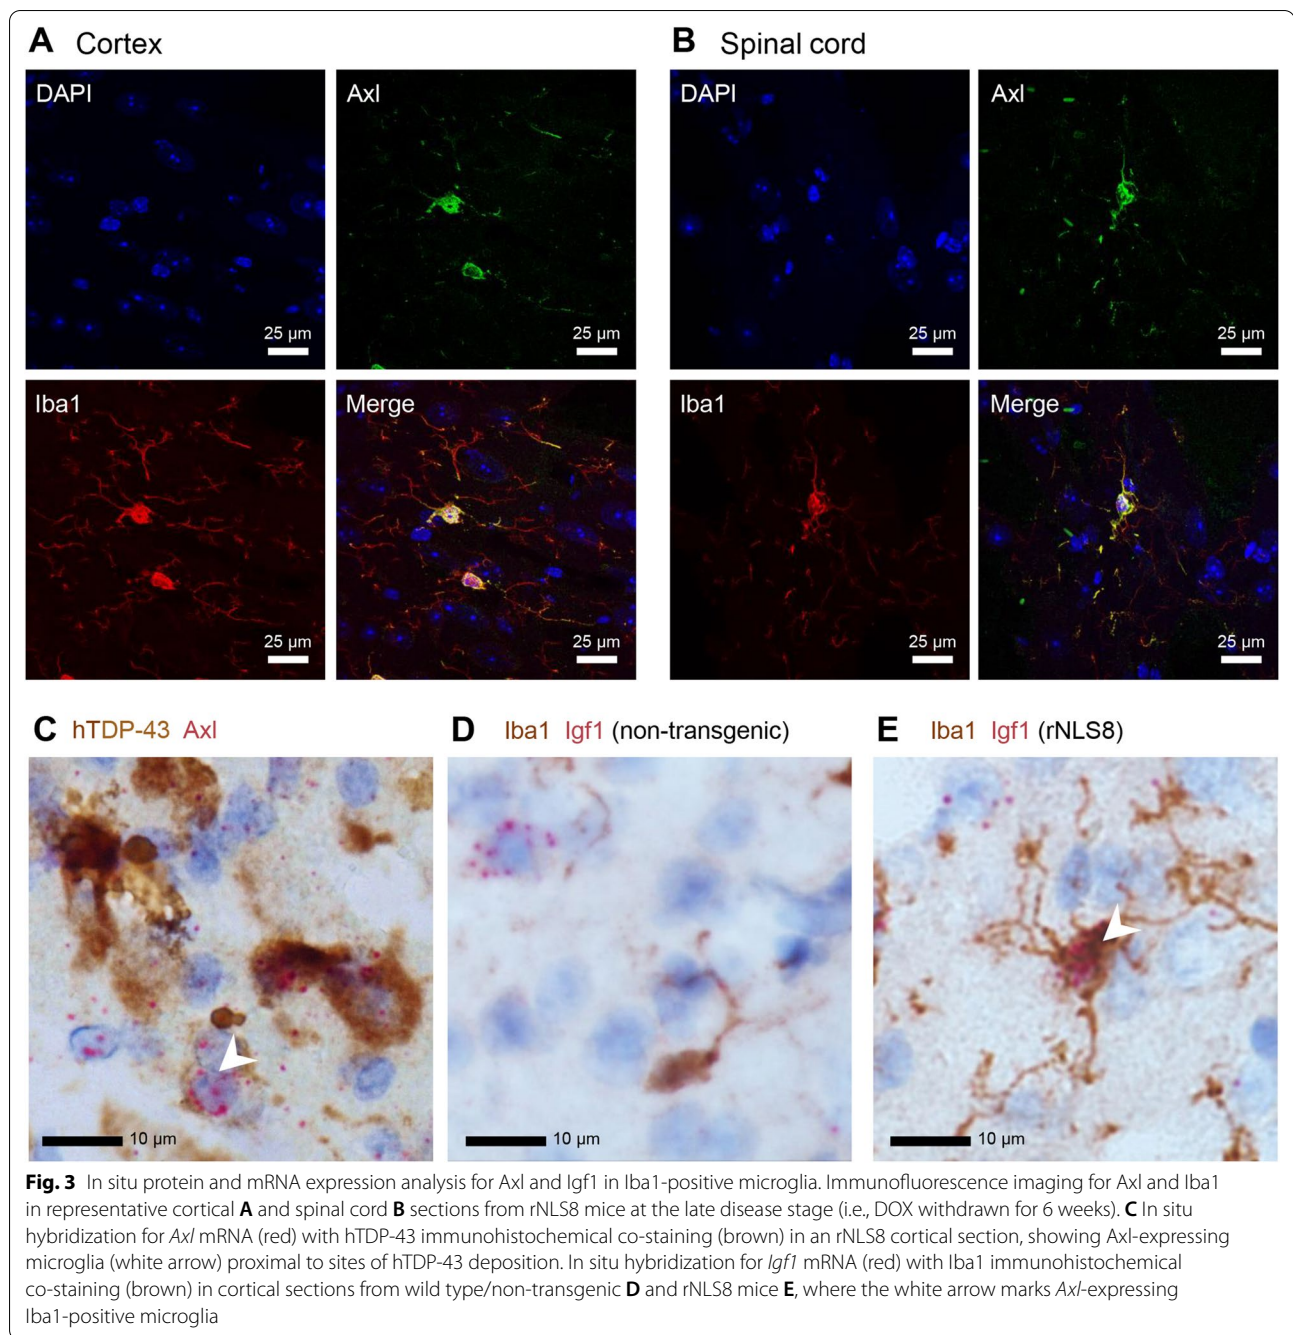 A Cortex
B Spinal cord
DAPI
Axl
DAPI
Axl
25 µm
25 µm
25 µm
25 µm
Iba1
Merge
Iba1
Merge
25 µm
25 µm
25 µm
25 µm
C hTDP-43 Axl
D Iba1 Igf1 (non-transgenic)
E Iba1 Igf1 (rNLS8)
10 µm
10 µm
10 µm
Fig. 3 In situ protein and mRNA expression analysis for Axl and Igf1 in Iba1-positive microglia. Immunofluorescence imaging for Axl and Iba1
in representative cortical A and spinal cord B sections from rNLS8 mice at the late disease stage (i.e., DOX withdrawn for 6 weeks). C In situ
hybridization for Axl mRNA (red) with hTDP-43 immunohistochemical co-staining (brown) in an rNLS8 cortical section, showing Axl-expressing
microglia (white arrow) proximal to sites of hTDP-43 deposition. In situ hybridization for Igf1 mRNA (red) with Iba1 immunohistochemical
co-staining (brown) in cortical sections from wild type/non-transgenic D and rNLS8 mice E, where the white arrow marks Axl-expressing
Iba1-positive microglia